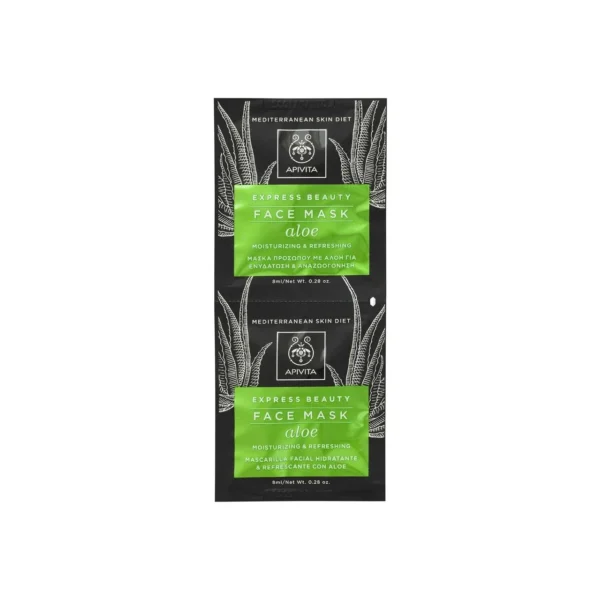 MEDITERRANEAN SKIN DIET
APIVITA
EXPRESS BEAUTY
FACE MASK
aloe
MOISTURIZING & REFRESHING
ΜΑΣΚΑ ΠΡΟΣΩΠΟΥ ΜΕ ΑΛΟΗ ΓΙΑ
ΕΝΥΔΑΤΩΣΗ & ΑΝΑΖΩΟΓΟΝΗΣΗ
8ml/Net Wt. 0.28 oz.
MEDITERRANEAN SKIN DIET
APIVITA
EXPRESS BEAUTY
FACE MASK
aloe
MOISTURIZING & REFRESHING
MASCARILLA FACIAL HIDRATANTE
& REFRESCANTE CON ALOE
8ml/Net Wt. 0.28 oz.